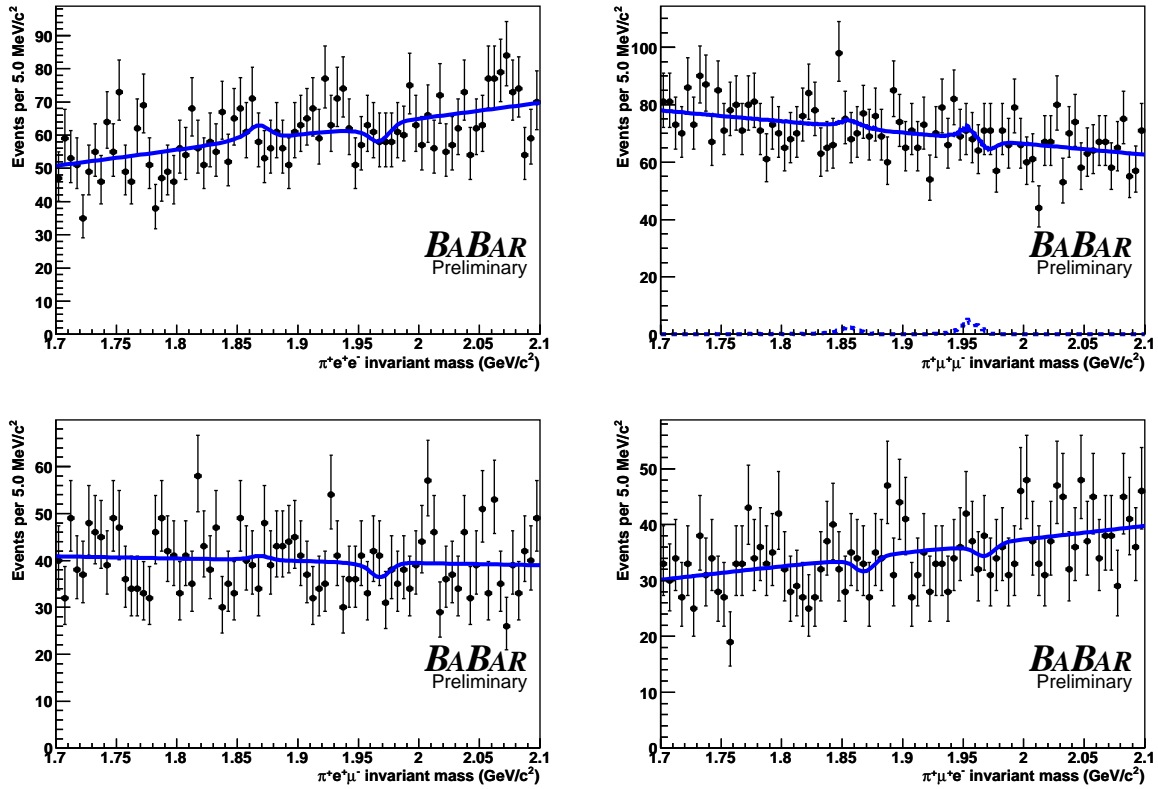 Events per 5.0 MeV/c²
90
80
70
60
50
40
30
20
10
0
BABAR
Preliminary
1.7 1.75 1.8 1.85 1.9 1.95 2 2.05 2.1
π⁺e⁺e⁻ invariant mass (GeV/c²)
Events per 5.0 MeV/c²
100
80
60
40
20
0
BABAR
Preliminary
1.7 1.75 1.8 1.85 1.9 1.95 2 2.05 2.1
π⁺μ⁺μ⁻ invariant mass (GeV/c²)
Events per 5.0 MeV/c²
60
50
40
30
20
10
0
BABAR
Preliminary
1.7 1.75 1.8 1.85 1.9 1.95 2 2.05 2.1
π⁺e⁺μ⁻ invariant mass (GeV/c²)
Events per 5.0 MeV/c²
50
40
30
20
10
0
BABAR
Preliminary
1.7 1.75 1.8 1.85 1.9 1.95 2 2.05 2.1
π⁺μ⁺e⁻ invariant mass (GeV/c²)